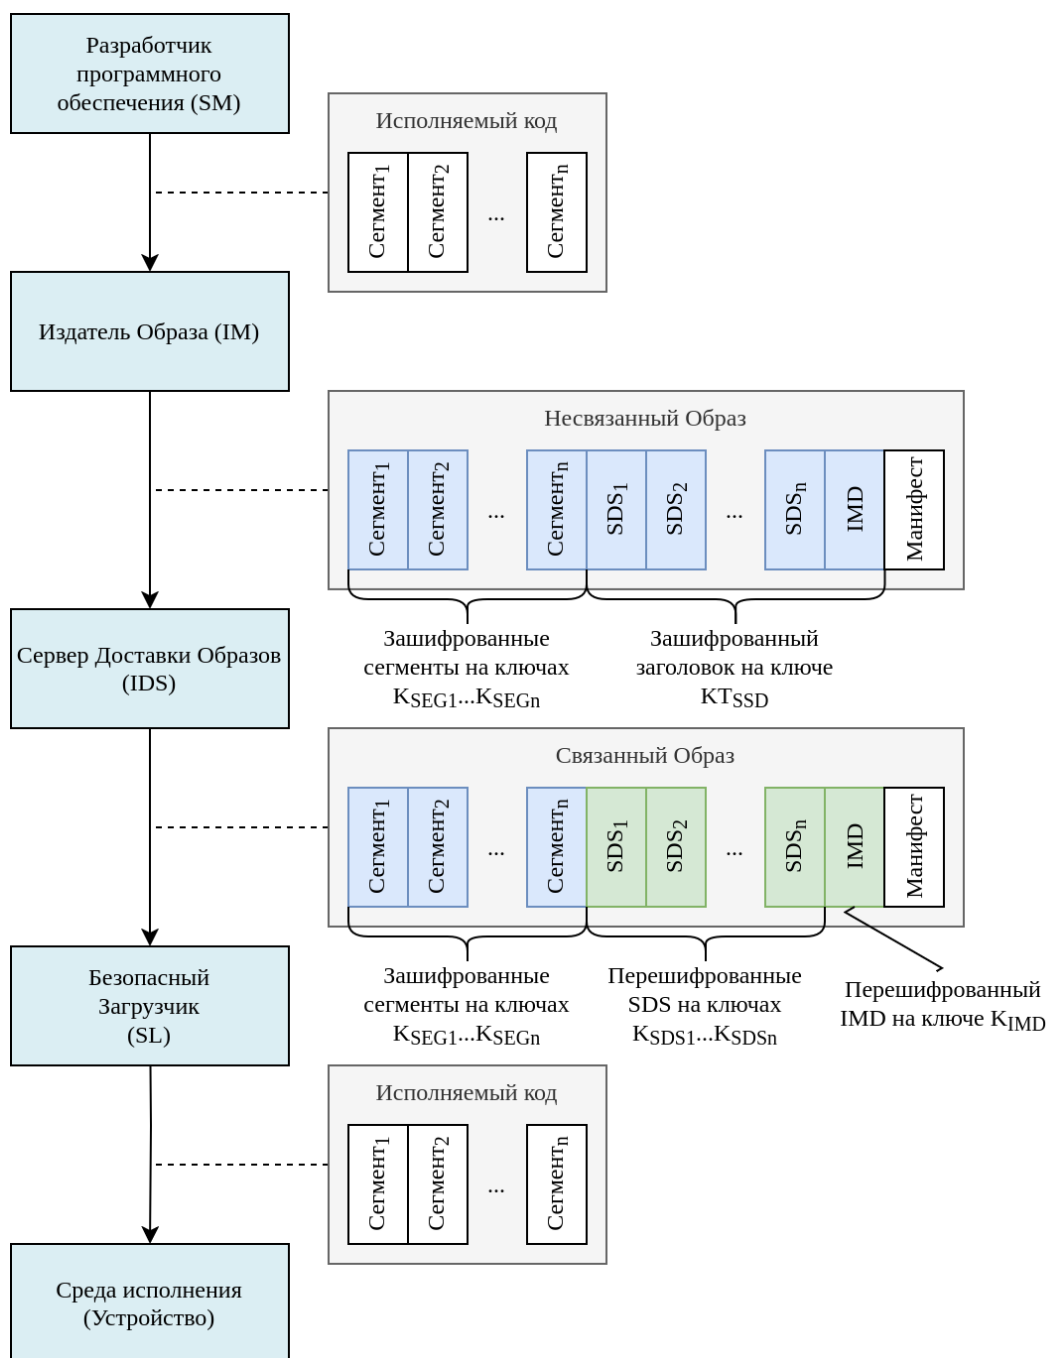 Разработчик
программного
обеспечения (SM)
Исполняемый код
Сегмент1
Сегмент2
...
Сегментn
Издатель Образа (IM)
Несвязанный Образ
Сегмент1
Сегмент2
...
Сегментn
SDS1
SDS2
...
SDSn
IMD
Манифест
Сервер Доставки Образов
(IDS)
Зашифрованные
сегменты на ключах
KSEG1...KSEGn
Зашифрованный
заголовок на ключе
KTSSD
Связанный Образ
Сегмент1
Сегмент2
...
Сегментn
SDS1
SDS2
...
SDSn
IMD
Манифест
Безопасный
Загрузчик
(SL)
Зашифрованные
сегменты на ключах
KSEG1...KSEGn
Перешифрованные
SDS на ключах
KSDS1...KSDSn
Перешифрованный
IMD на ключе KIMD
Исполняемый код
Сегмент1
Сегмент2
...
Сегментn
Среда исполнения
(Устройство)